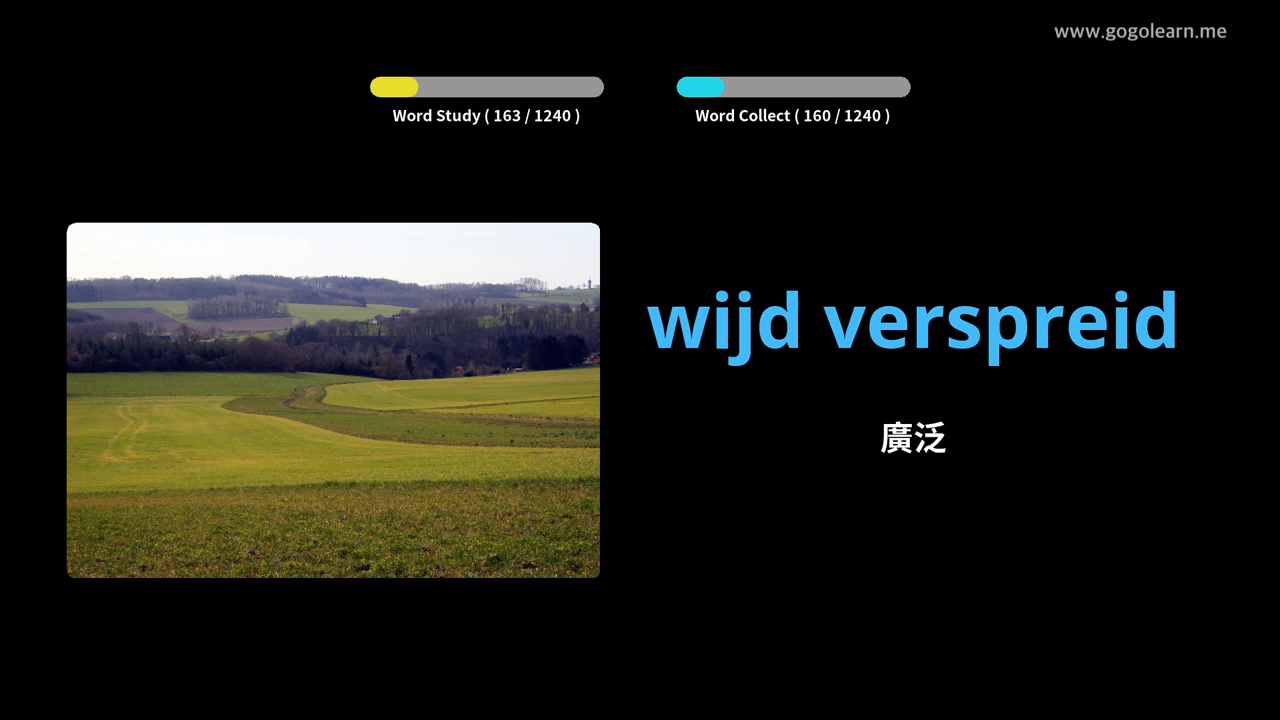 www.gogolearn.me
Word Study ( 163 / 1240 )
Word Collect ( 160 / 1240 )
wijd verspreid
廣泛